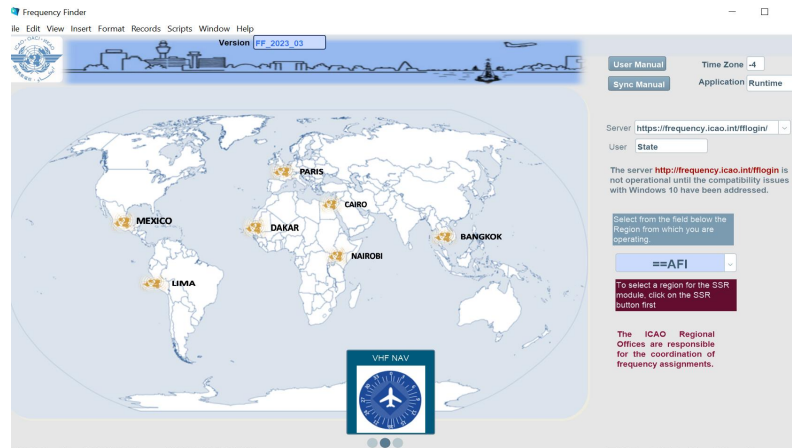 Frequency Finder
ile Edit View Insert Format Records Scripts Window Help
ICAO · OACI
Version FF_2023_03
User Manual
Time Zone -4
Sync Manual
Application Runtime
Server https://frequency.icao.int/fflogin/
User State
The server http://frequency.icao.int/fflogin is
not operational until the compatibility issues
with Windows 10 have been addressed.
Select from the field below the
Region from which you are
operating.
==AFI
To select a region for the SSR
module, click on the SSR
button first
The ICAO Regional
Offices are responsible
for the coordination of
frequency assignments.
PARIS
CAIRO
MEXICO
DAKAR
BANGKOK
NAIROBI
LIMA
VHF NAV